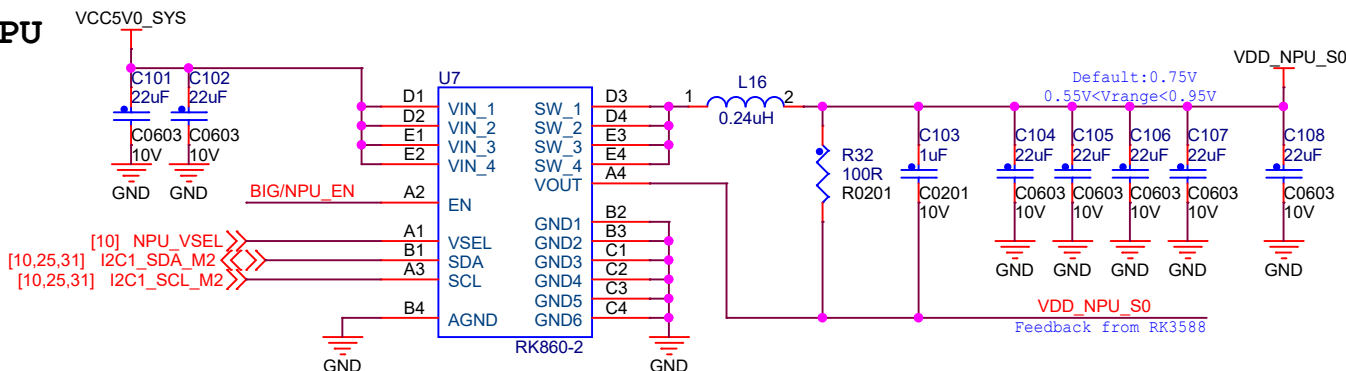 PU
VCC5V0_SYS
C101
22uF
C0603
10V
GND
C102
22uF
C0603
10V
GND
U7
D1
D2
E1
E2
VIN_1
VIN_2
VIN_3
VIN_4
BIG/NPU_EN
A2
EN
[10] NPU_VSEL
A1
VSEL
[10,25,31] I2C1_SDA_M2
B1
SDA
[10,25,31] I2C1_SCL_M2
A3
SCL
B4
AGND
GND
SW_1
SW_2
SW_3
SW_4
VOUT
D3
D4
E3
E4
A4
GND1
GND2
GND3
GND4
GND5
GND6
B2
B3
C1
C2
C3
C4
RK860-2
GND
L16
1
2
0.24uH
R32
100R
R0201
C103
1uF
C0201
10V
Default:0.75V
0.55V<Vrange<0.95V
VDD_NPU_S0
C104
22uF
C0603
10V
GND
C105
22uF
C0603
10V
GND
C106
22uF
C0603
10V
GND
C107
22uF
C0603
10V
GND
C108
22uF
C0603
10V
GND
VDD_NPU_S0
Feedback from RK3588